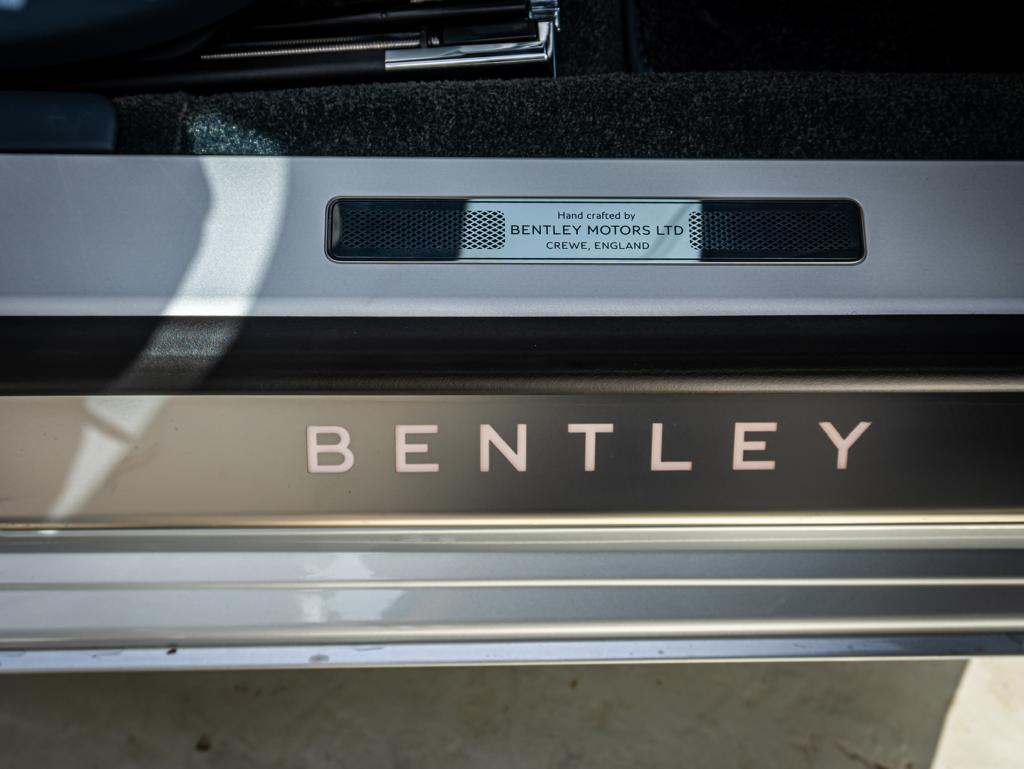 Hand crafted by
BENTLEY MOTORS LTD
CREWE, ENGLAND
BENTLEY